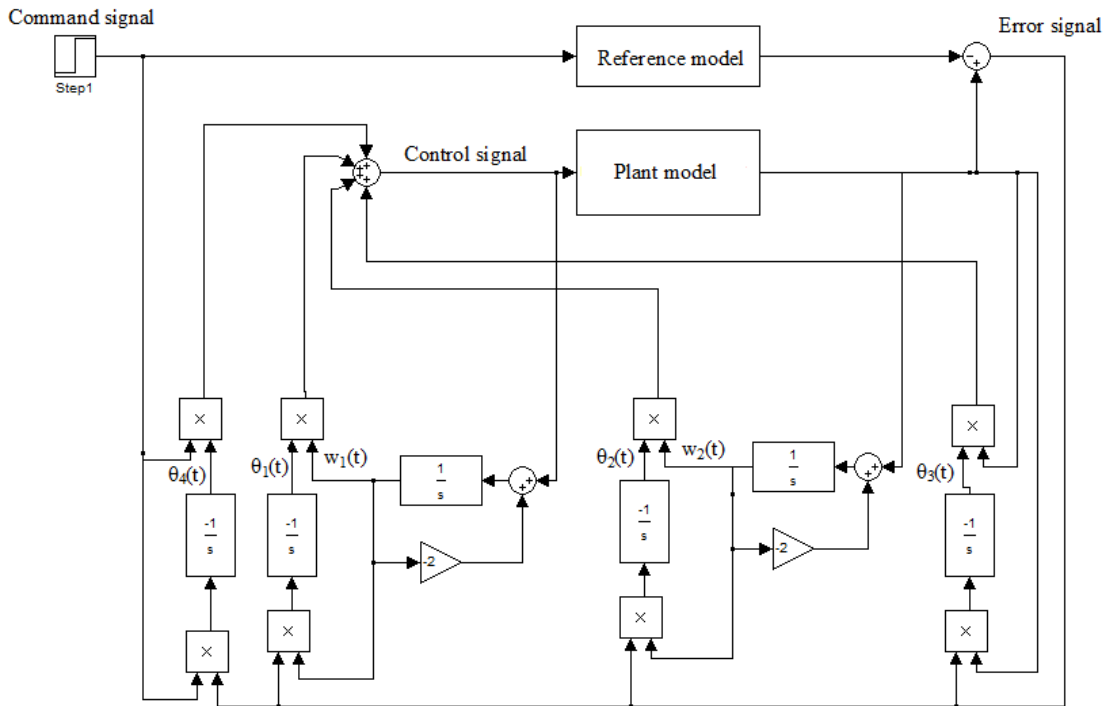 Command signal
Error signal
Step1
Reference model
-
+
Control signal
Plant model
+
+
+
+
×
×
×
×
θ4(t)
θ1(t)
w1(t)
1
s
+
+
θ2(t)
w2(t)
1
s
+
+
θ3(t)
-1
s
-1
s
-2
-1
s
-2
-1
s
×
×
×
×